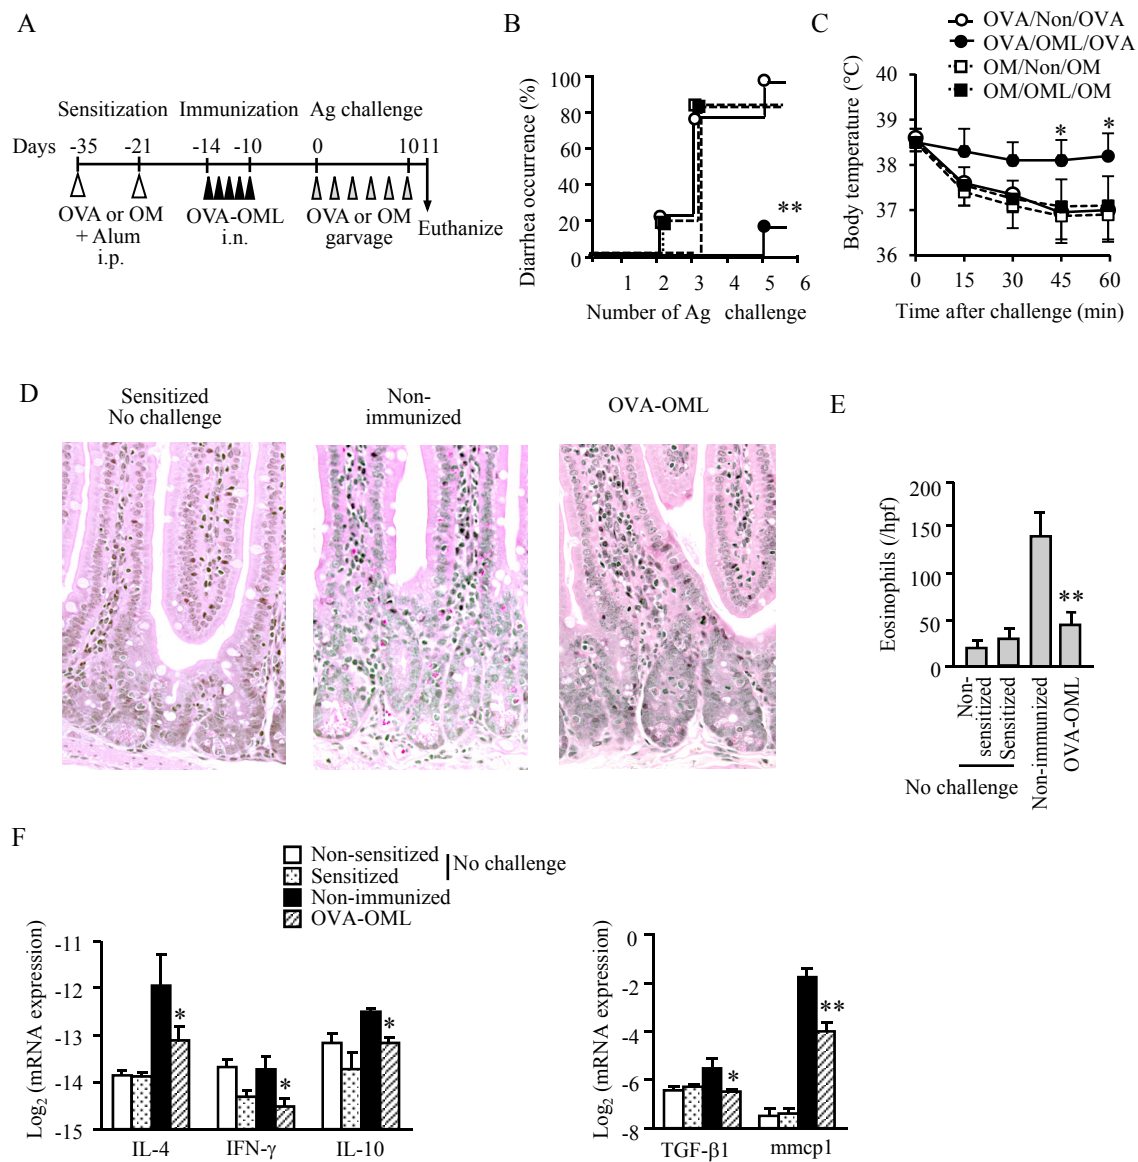 A
Sensitization Immunization Ag challenge
Days -35 -21 -14 -10 0 10 11
OVA or OM + Alum i.p.
OVA-OML i.n.
OVA or OM garvage
Euthanize
B
Diarrhea occurrence (%)
100
80
60
40
20
0
**
1 2 3 4 5 6
Number of Ag challenge
C
OVA/Non/OVA
OVA/OML/OVA
OM/Non/OM
OM/OML/OM
Body temperature (°C)
40
39
38
37
36
* *
0 15 30 45 60
Time after challenge (min)
D
Sensitized
No challenge
Non-
immunized
OVA-OML
E
Eosinophils (/hpf)
200
150
100
50
0
**
Non-
sensitized
Sensitized
Non-immunized
OVA-OML
No challenge
F
Non-sensitized
Sensitized
No challenge
Non-immunized
OVA-OML
Log2 (mRNA expression)
-11
-12
-13
-14
-15
* * *
IL-4 IFN-γ IL-10
Log2 (mRNA expression)
0
-2
-4
-6
-8
* **
TGF-β1 mmcp1